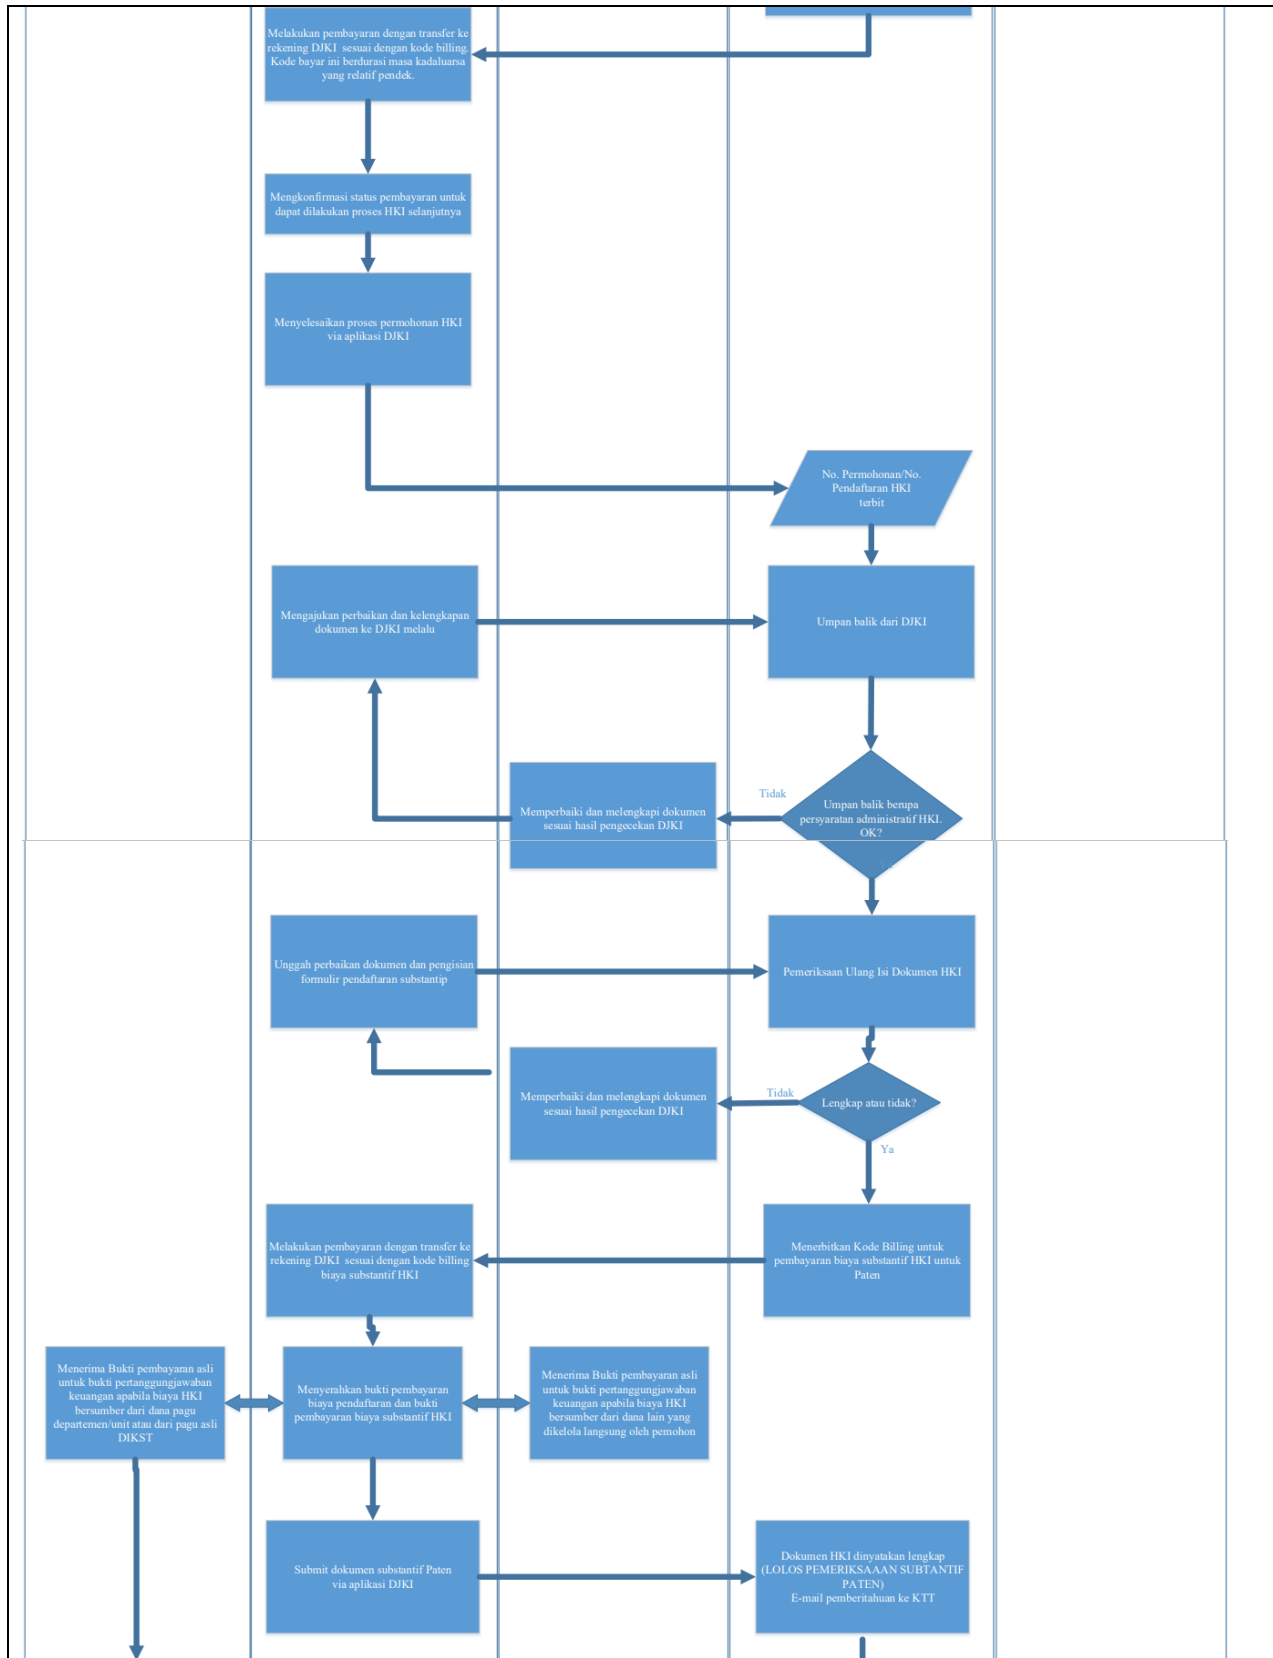 Melakukan pembayaran dengan transfer ke
rekening DJKI sesuai dengan kode billing.
Kode bayar ini berdurasi masa kadaluarsa
yang relatif pendek.
Mengkonfirmasi status pembayaran untuk
dapat dilakukan proses HKI selanjutnya
Menyelesaikan proses permohonan HKI
via aplikasi DJKI
No. Permohonan/No.
Pendaftaran HKI
terbit
Mengajukan perbaikan dan kelengkapan
dokumen ke DJKI melalu
Umpan balik dari DJKI
Memperbaiki dan melengkapi dokumen
sesuai hasil pengecekan DJKI
Tidak
Umpan balik berupa
persyaratan administratif HKI.
OK?
Ya
Unggah perbaikan dokumen dan pengisian
formulir pendaftaran substantip
Pemeriksaan Ulang Isi Dokumen HKI
Memperbaiki dan melengkapi dokumen
sesuai hasil pengecekan DJKI
Tidak
Lengkap atau tidak?
Ya
Melakukan pembayaran dengan transfer ke
rekening DJKI sesuai dengan kode billing
biaya substantif HKI
Menerbitkan Kode Billing untuk
pembayaran biaya substantif HKI untuk
Paten
Menerima Bukti pembayaran asli
untuk bukti pertanggungjawaban
keuangan apabila biaya HKI
bersumber dari dana pagu
departemen/unit atau dari pagu asli
DIKST
Menyerahkan bukti pembayaran
biaya pendaftaran dan bukti
pembayaran biaya substantif HKI
Menerima Bukti pembayaran asli
untuk bukti pertanggungjawaban
keuangan apabila biaya HKI
bersumber dari dana lain yang
dikelola langsung oleh pemohon
Submit dokumen substantif Paten
via aplikasi DJKI
Dokumen HKI dinyatakan lengkap
(LOLOS PEMERIKSAAAN SUBTANTIF
PATEN)
E-mail pemberitahuan ke KTT